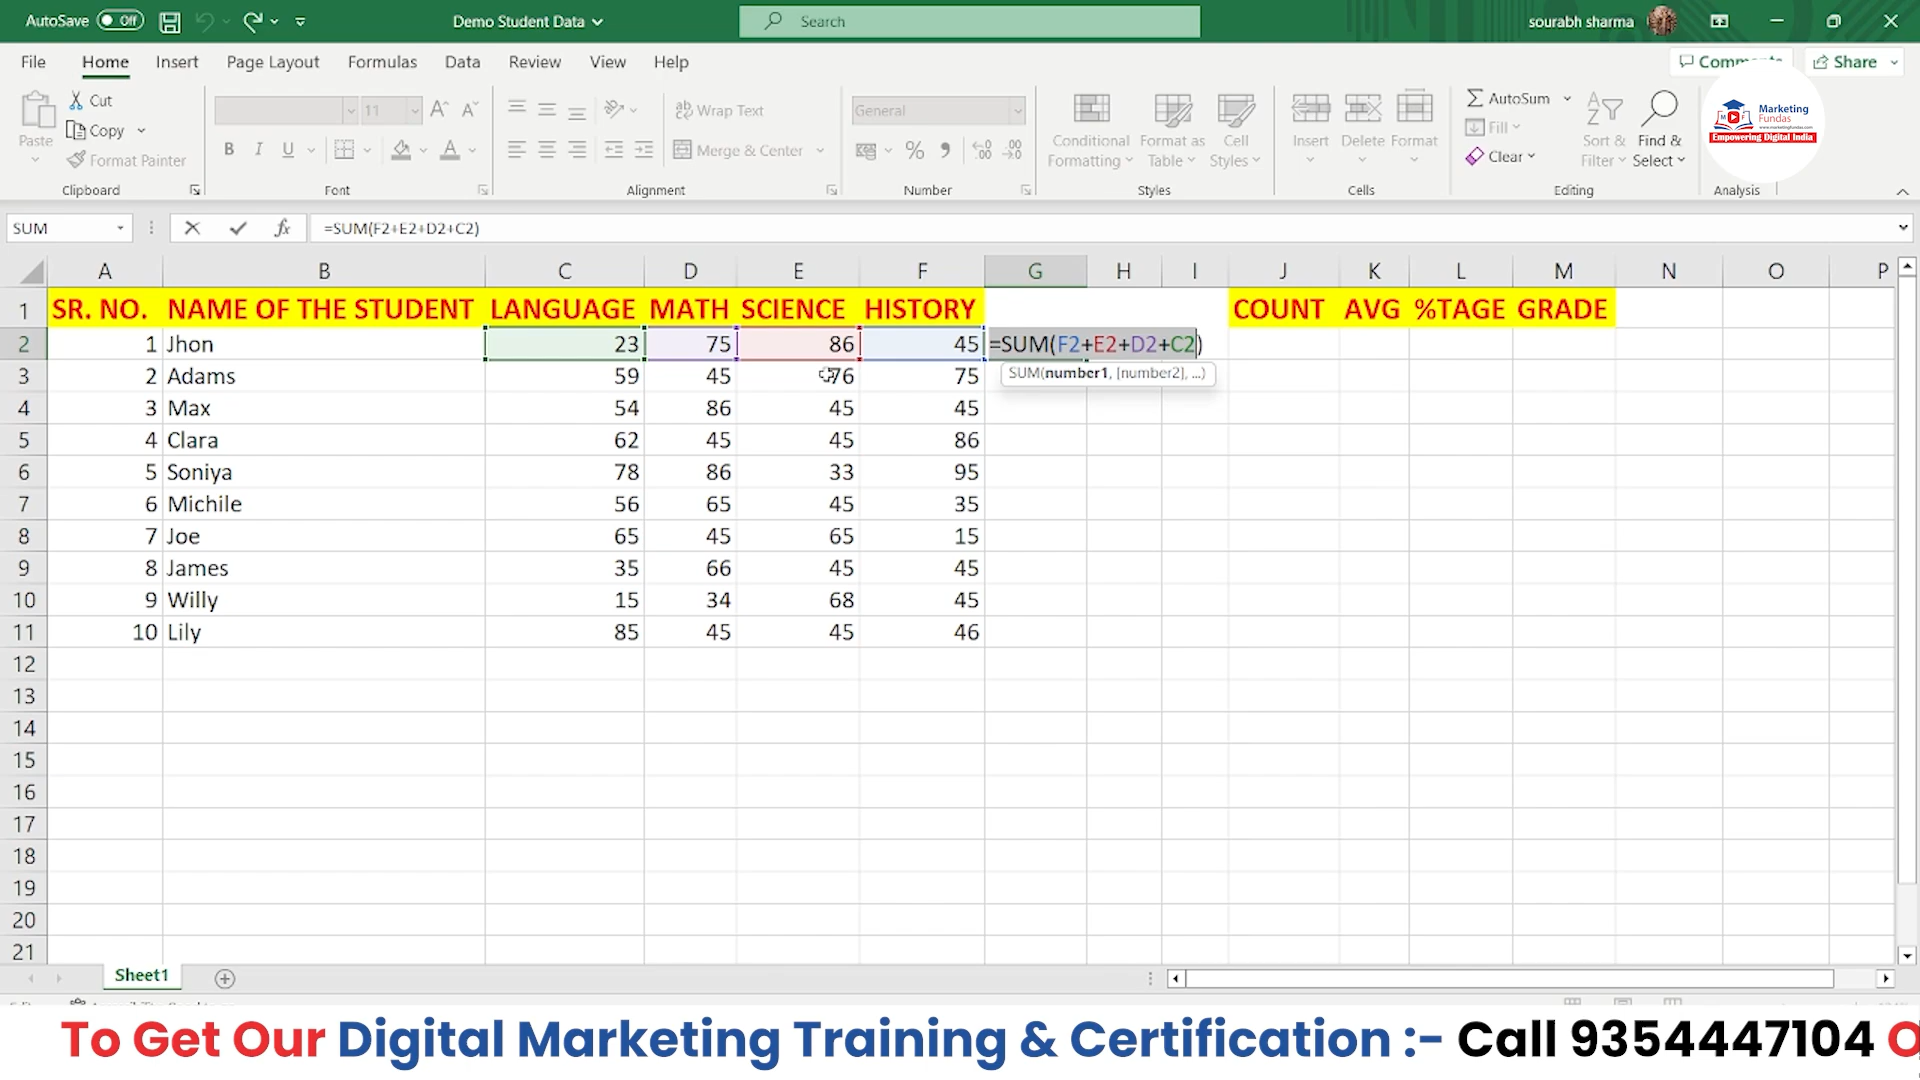 AutoSave Off Demo Student Data Search sourabh sharma
File Home Insert Page Layout Formulas Data Review View Help Comments Share
Paste Cut Copy Format Painter Clipboard
11 B I U Font
Wrap Text Merge & Center Alignment
General % 9 Number
Conditional Formatting Format as Table Cell Styles Styles
Insert Delete Format Cells
AutoSum Fill Clear Sort & Filter Find & Select Editing
Analysis
Marketing Fundas
www.marketingfundas.com
Empowering Digital India
SUM fx =SUM(F2+E2+D2+C2)
A B C D E F G H I J K L M N O P
1 SR. NO. NAME OF THE STUDENT LANGUAGE MATH SCIENCE HISTORY COUNT AVG %TAGE GRADE
2 1 Jhon 23 75 86 45 =SUM(F2+E2+D2+C2)
SUM(number1, [number2], ...)
3 2 Adams 59 45 76 75
4 3 Max 54 86 45 45
5 4 Clara 62 45 45 86
6 5 Soniya 78 86 33 95
7 6 Michile 56 65 45 35
8 7 Joe 65 45 65 15
9 8 James 35 66 45 45
10 9 Willy 15 34 68 45
11 10 Lily 85 45 45 46
12
13
14
15
16
17
18
19
20
21
Sheet1
To Get Our Digital Marketing Training & Certification :- Call 9354447104